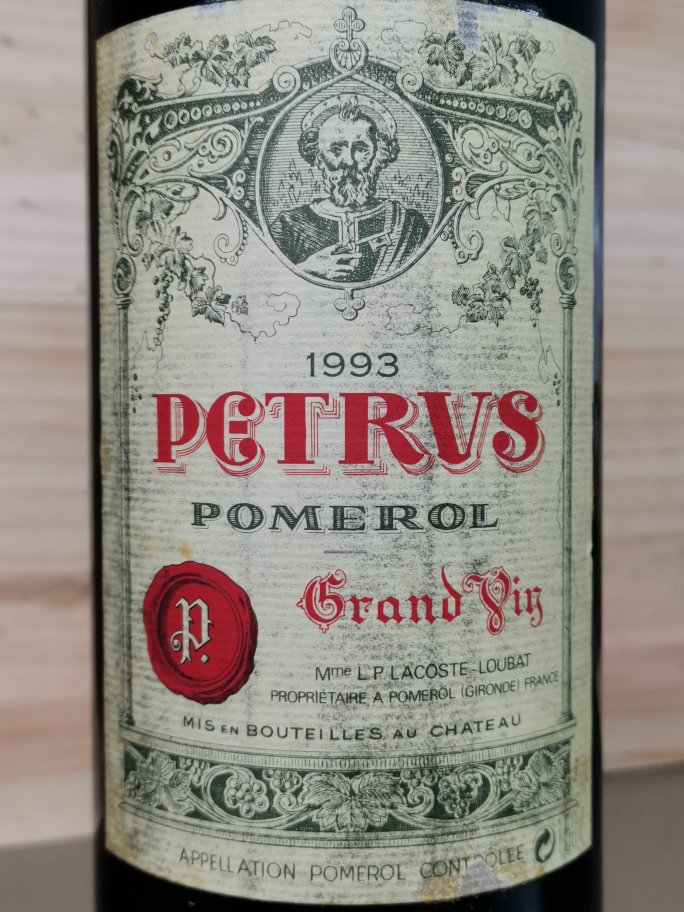 1993
PETRVS
POMEROL
Grand Vin
P.
Mme L.P. LACOSTE-LOUBAT
PROPRIÉTAIRE A POMEROL (GIRONDE) FRANCE
MIS EN BOUTEILLES AU CHATEAU
APPELLATION POMEROL CONTRÔLÉE